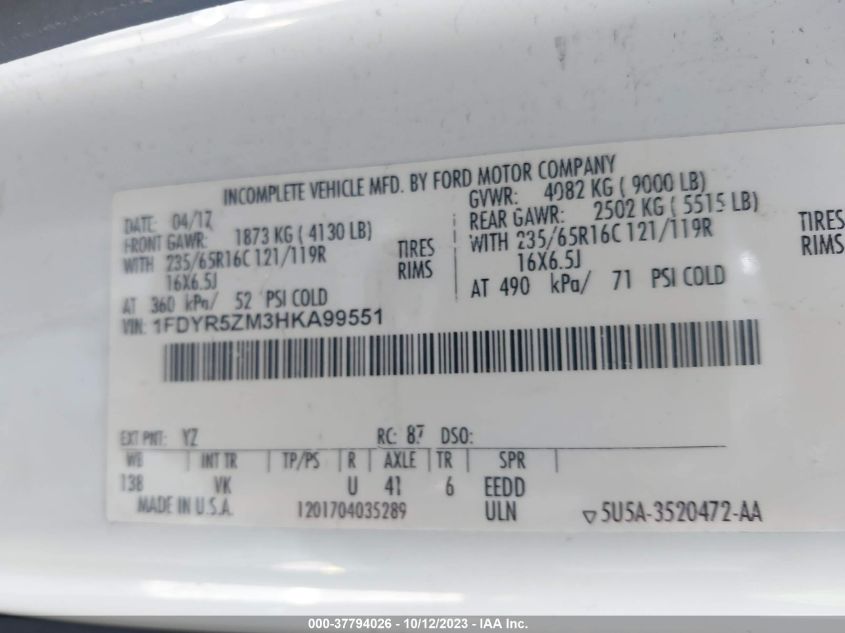 INCOMPLETE VEHICLE MFD. BY FORD MOTOR COMPANY
DATE: 04/17 GVWR: 4082 KG ( 9000 LB)
FRONT GAWR: 1873 KG ( 4130 LB) REAR GAWR: 2502 KG ( 5515 LB)
WITH 235/65R16C 121/119R TIRES WITH 235/65R16C 121/119R TIRES
16X6.5J RIMS 16X6.5J RIMS
AT 360 kPa/ 52 PSI COLD AT 490 kPa/ 71 PSI COLD
VIN: 1FDYR5ZM3HKA99551
EXT PNT: YZ RC: 87 DSO:
WB INT TR TP/PS R AXLE TR SPR
138 VK U 41 6 EEDD
MADE IN U.S.A. 1201704035289 ULN ▽5U5A-3520472-AA
000-37794026 - 10/12/2023 - IAA Inc.